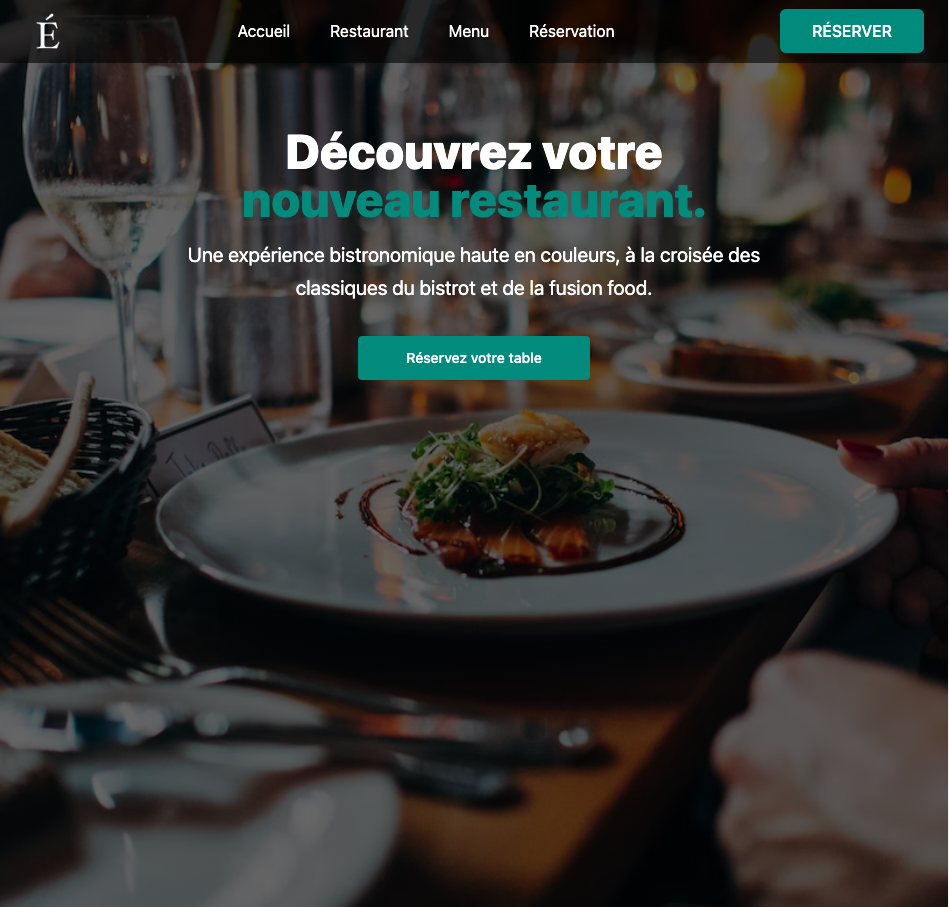 É
Accueil Restaurant Menu Réservation RÉSERVER
Découvrez votre
nouveau restaurant.
Une expérience bistronomique haute en couleurs, à la croisée des
classiques du bistrot et de la fusion food.
Réservez votre table